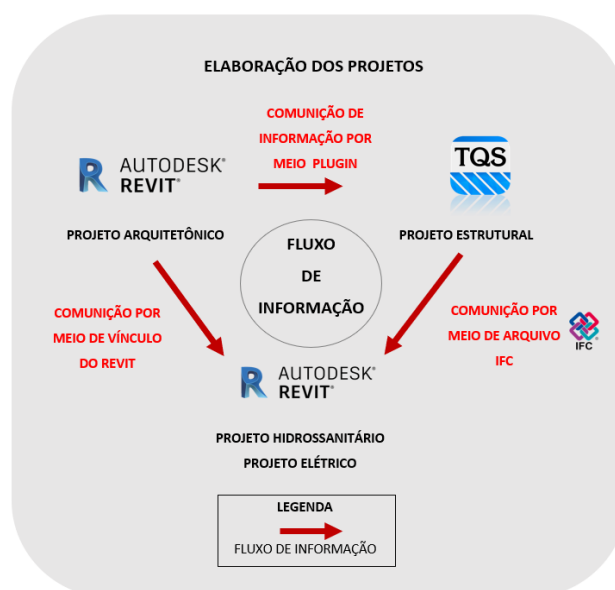 ELABORAÇÃO DOS PROJETOS
COMUNIÇÃO DE
INFORMAÇÃO POR
MEIO PLUGIN
AUTODESK®
REVIT®
TQS
PROJETO ARQUITETÔNICO
PROJETO ESTRUTURAL
FLUXO
DE
INFORMAÇÃO
COMUNIÇÃO POR
MEIO DE VÍNCULO
DO REVIT
COMUNIÇÃO POR
MEIO DE ARQUIVO
IFC
IFC
AUTODESK®
REVIT®
PROJETO HIDROSSANITÁRIO
PROJETO ELÉTRICO
LEGENDA
FLUXO DE INFORMAÇÃO